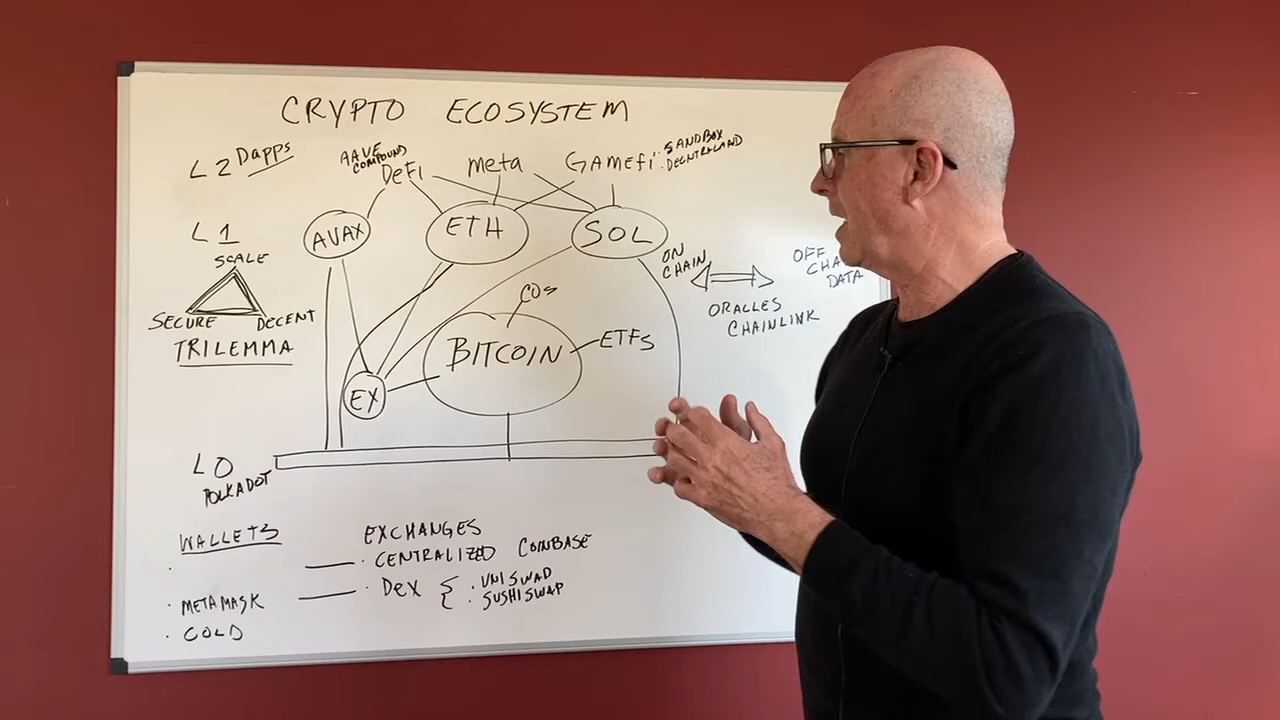 CRYPTO ECOSYSTEM
L2 Dapps
AAVE
COMPOUND
DeFi
meta
GAMEfi
: SANDBOX
. DECNTRALAND
L1
AVAX
ETH
SOL
SCALE
SECURE
DECENT
TRILEMMA
ON
CHAIN
OFF
CHA
DATA
ORACLES
CHAINLINK
COs
BITCOIN
ETFs
EX
L0
POLKADOT
WALLETS
· METAMASK
· COLD
EXCHANGES
· CENTRALIZED COINBASE
· Dex {
· UNISWAP
· SUSHISWAP